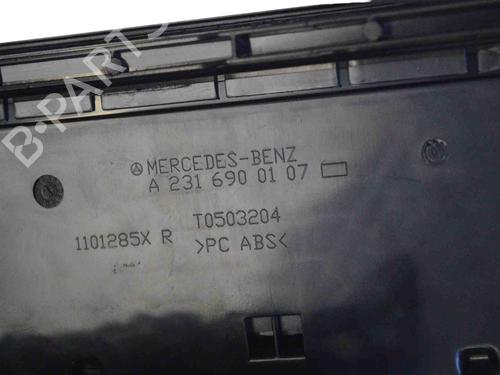 B-PARTS
MERCEDES-BENZ
A 231 690 01 07
T0503204
1101285X R
>PC ABS<